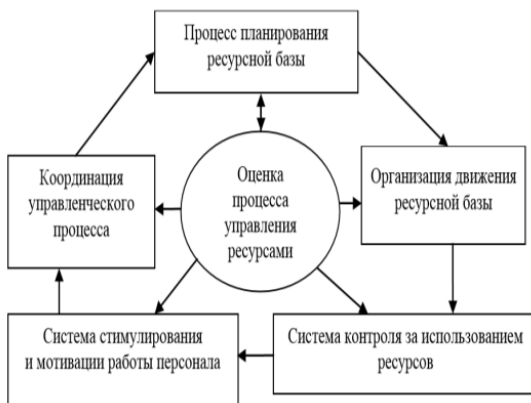 Процесс планирования
ресурсной базы
Координация
управленческого
процесса
Оценка
процесса
управления
ресурсами
Организация движения
ресурсной базы
Система стимулирования
и мотивации работы персонала
Система контроля за использованием
ресурсов